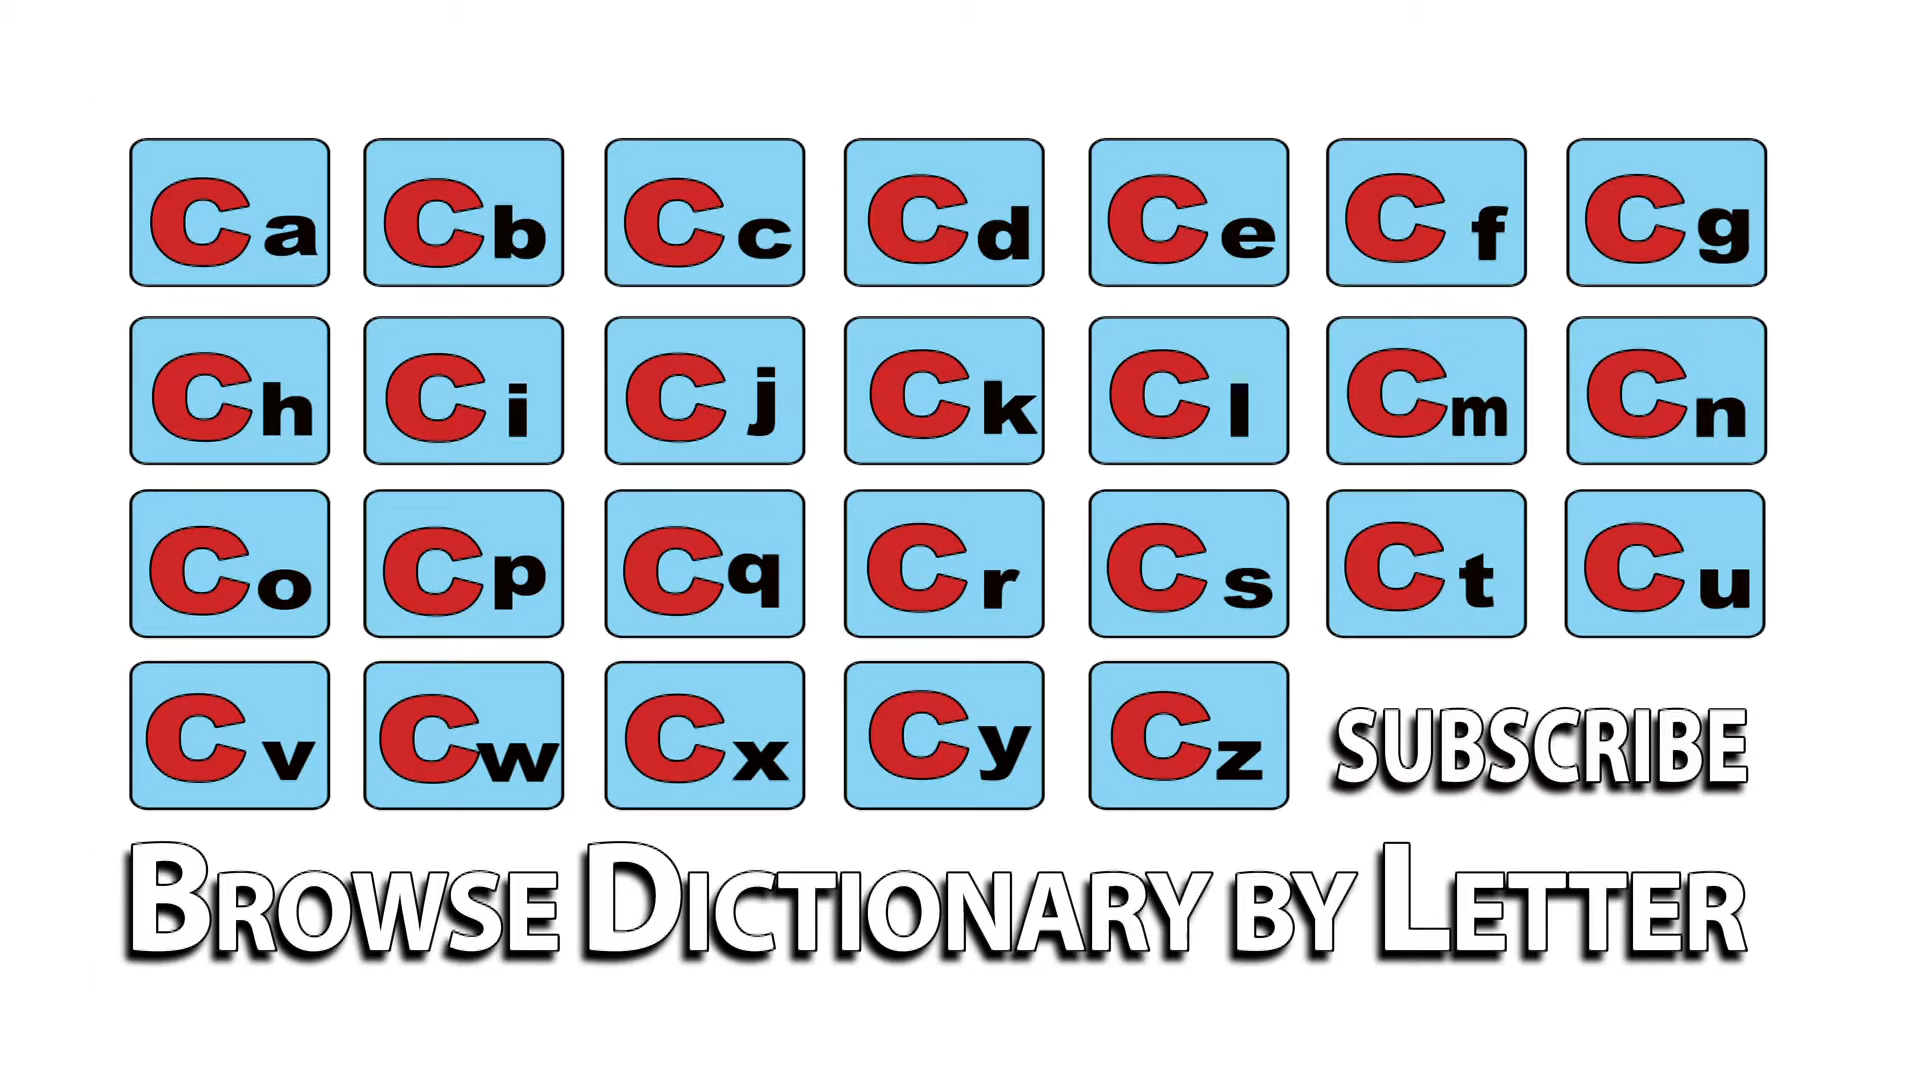 Ca Cb Cc Cd Ce Cf Cg
Ch Ci Cj Ck Cl Cm Cn
Co Cp Cq Cr Cs Ct Cu
Cv Cw Cx Cy Cz SUBSCRIBE
BROWSE DICTIONARY BY LETTER